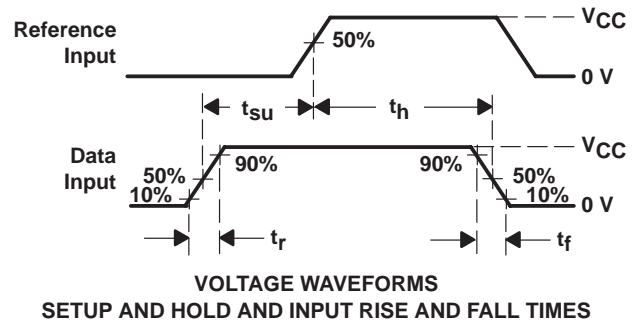 Reference
Input
50%
VCC
0 V
tsu
th
Data
Input
50%
10%
90%
90%
50%
10%
VCC
0 V
tr
tf
VOLTAGE WAVEFORMS
SETUP AND HOLD AND INPUT RISE AND FALL TIMES